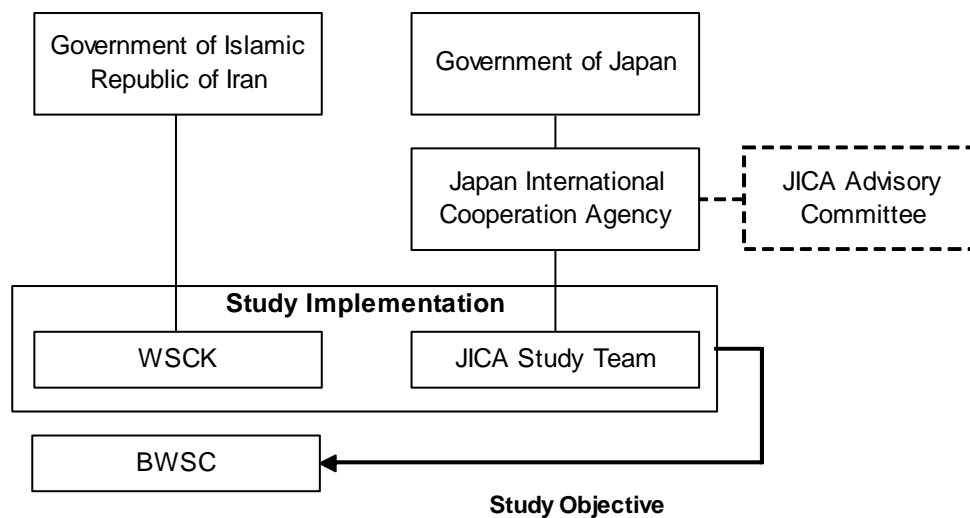 Government of Islamic
Republic of Iran
Government of Japan
Japan International
Cooperation Agency
JICA Advisory
Committee
Study Implementation
WSCK
JICA Study Team
BWSC
Study Objective